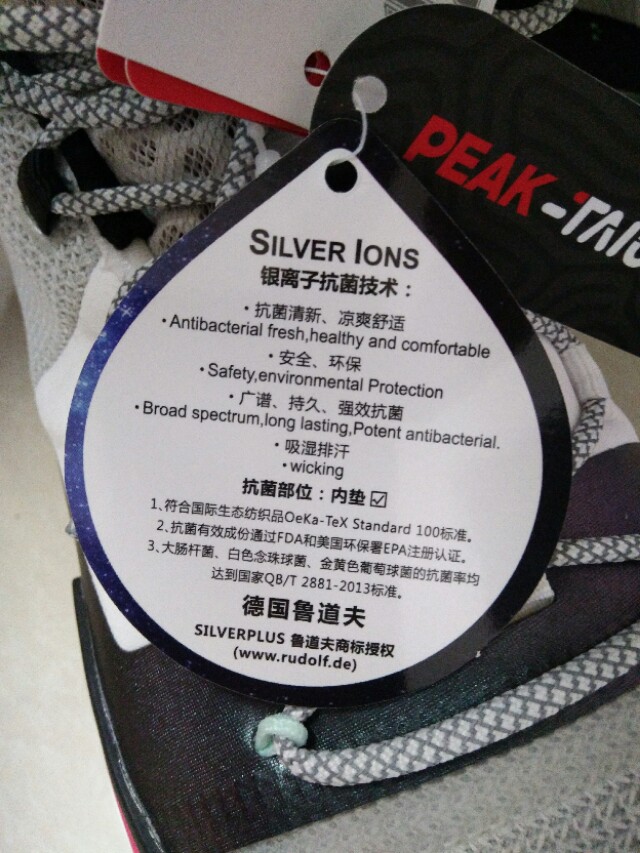 PEAK-TAIC
SILVER IONS
银离子抗菌技术：
·抗菌清新、凉爽舒适
·Antibacterial fresh,healthy and comfortable
·安全、环保
·Safety,environmental Protection
·广谱、持久、强效抗菌
·Broad spectrum,long lasting,Potent antibacterial.
·吸湿排汗
·wicking
抗菌部位：内垫☑
1、符合国际生态纺织品OeKa-TeX Standard 100标准。
2、抗菌有效成份通过FDA和美国环保署EPA注册认证。
3、大肠杆菌、白色念珠球菌、金黄色葡萄球菌的抗菌率均
达到国家QB/T 2881-2013标准。
德国鲁道夫
SILVERPLUS 鲁道夫商标授权
(www.rudolf.de)